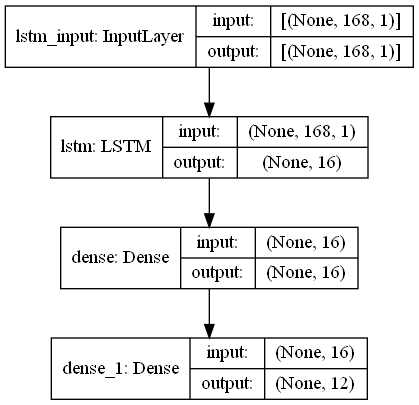 lstm_input: InputLayer
input: [(None, 168, 1)]
output: [(None, 168, 1)]
lstm: LSTM
input: (None, 168, 1)
output: (None, 16)
dense: Dense
input: (None, 16)
output: (None, 16)
dense_1: Dense
input: (None, 16)
output: (None, 12)